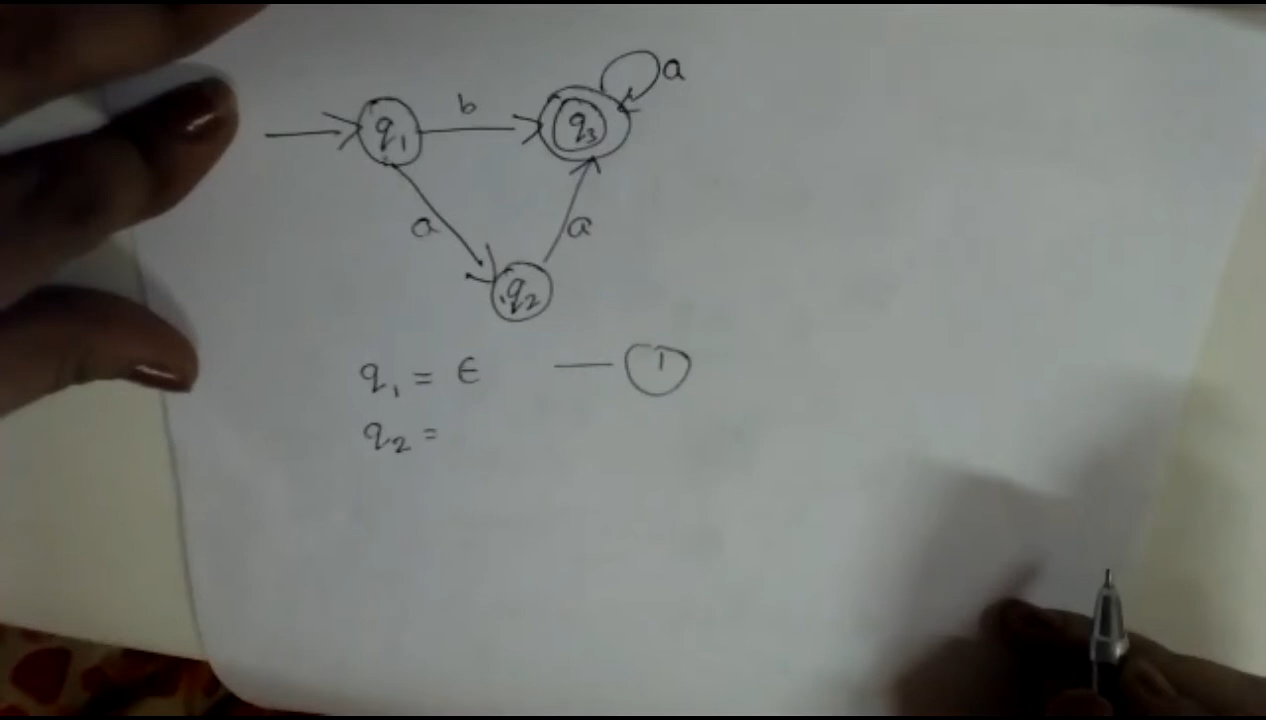 a
q₁ b q₃
a a
q₂
q₁ = ϵ — 1
q₂ =